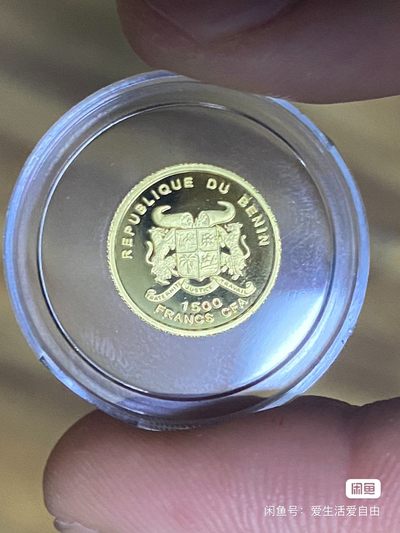 REPUBLIQUE DU BENIN
FRATERNITE JUSTICE TRAVAIL
1500
FRANCS CFA
闲鱼
闲鱼号：爱生活爱自由